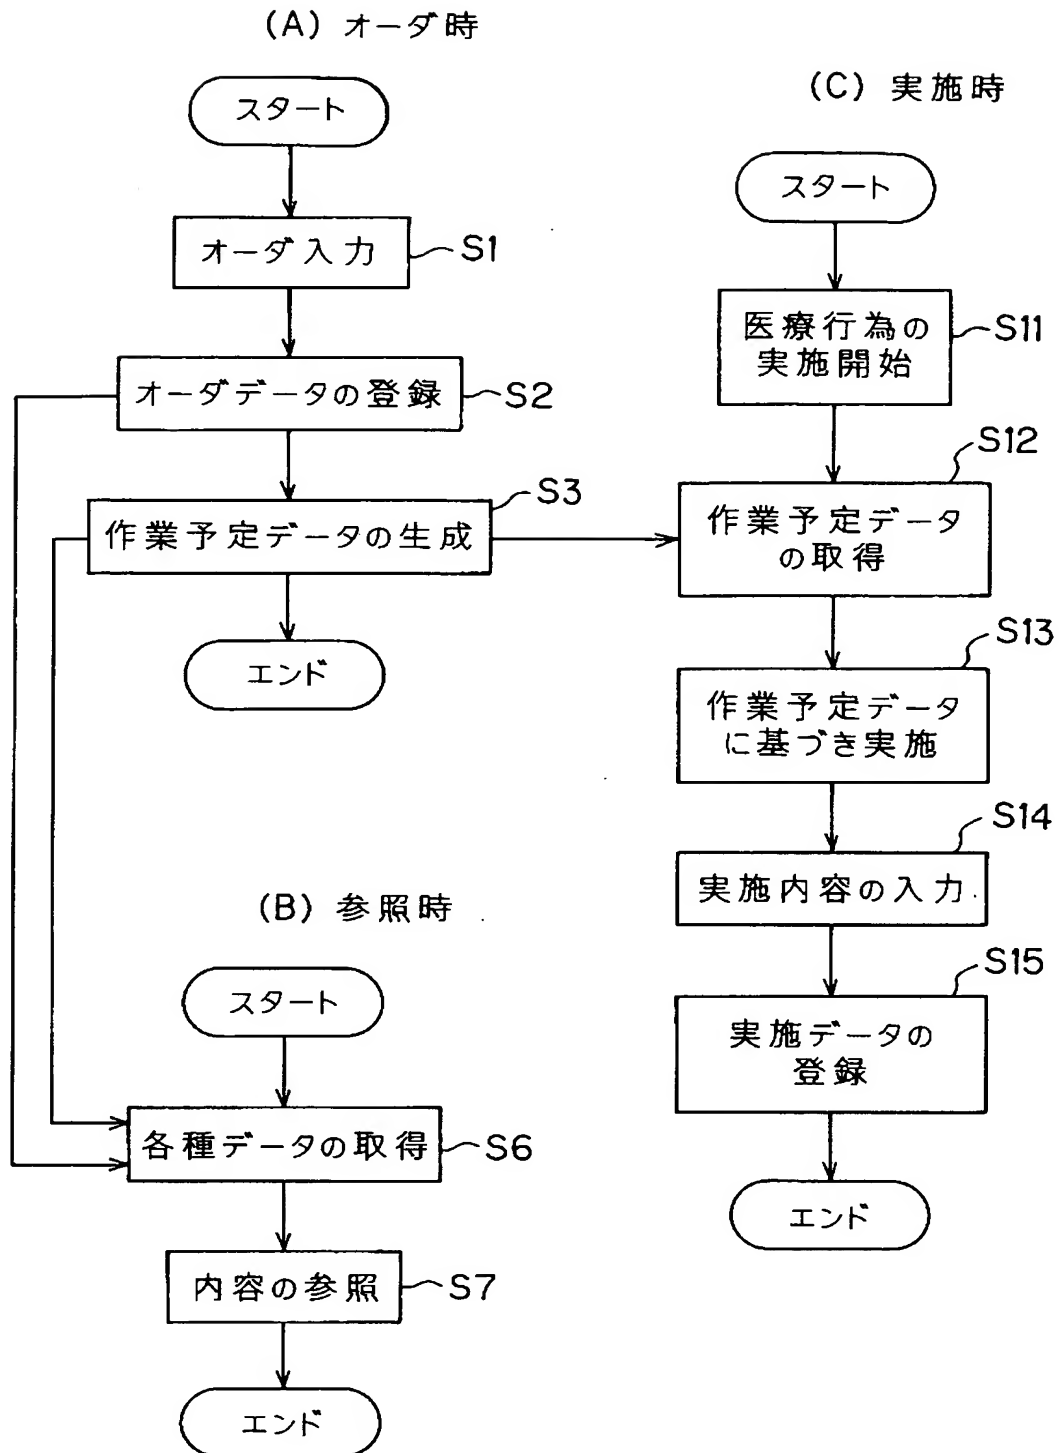 (A) オーダ時
スタート
オーダ入力
S1
オーダデータの登録
S2
作業予定データの生成
S3
エンド
(B) 参照時
スタート
各種データの取得
S6
内容の参照
S7
エンド
(C) 実施時
スタート
医療行為の
実施開始
S11
作業予定データ
の取得
S12
作業予定データ
に基づき実施
S13
実施内容の入力
S14
実施データの
登録
S15
エンド